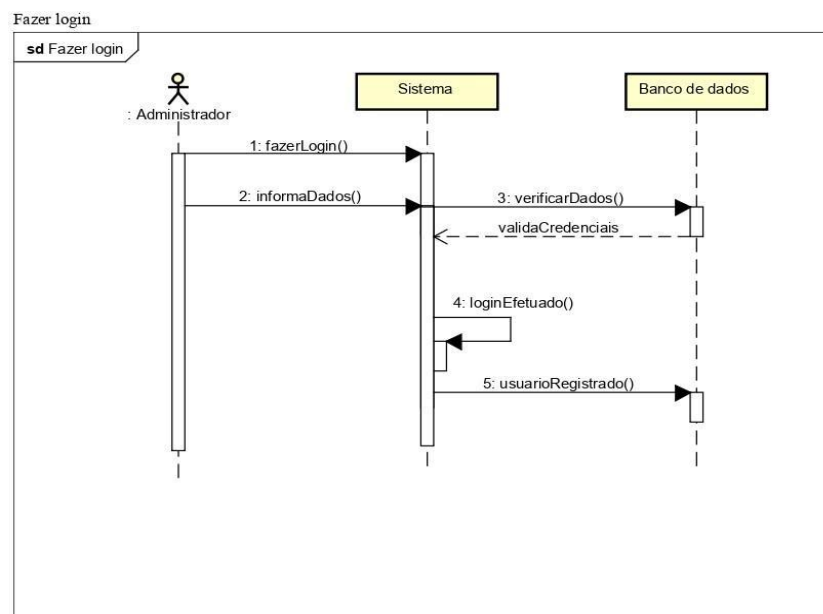 Fazer login
sd Fazer login
: Administrador
Sistema
Banco de dados
1: fazerLogin()
2: informaDados()
3: verificarDados()
validaCredenciais
4: loginEfetuado()
5: usuarioRegistrado()